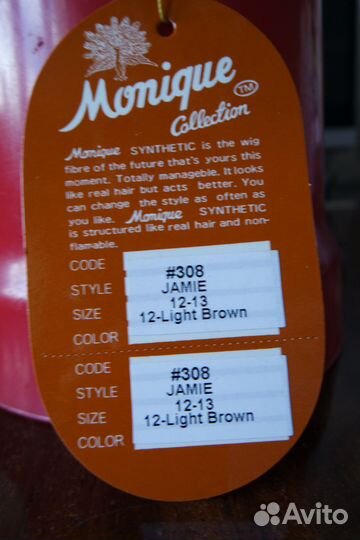 Monique
TM
Collection
Monique SYNTHETIC is the wig
fibre of the future that's yours this
moment. Totally manageble. It looks
like real hair but acts better. You
can change the style as often as
you like. Monique SYNTHETIC
is structured like real hair and non-
flamable.
CODE #308
STYLE JAMIE
SIZE 12-13
COLOR 12-Light Brown
CODE #308
STYLE JAMIE
SIZE 12-13
COLOR 12-Light Brown
Avito